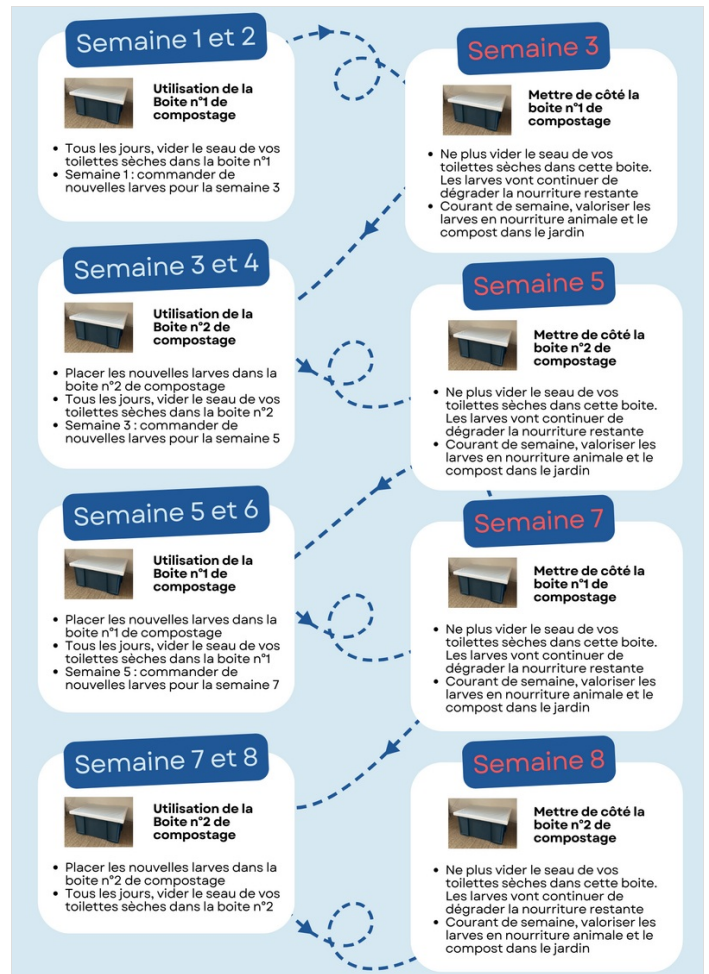 Semaine 1 et 2
Utilisation de la
Boite n°1 de
compostage
• Tous les jours, vider le seau de vos
toilettes sèches dans la boite n°1
• Semaine 1 : commander de
nouvelles larves pour la semaine 3
Semaine 3
Mettre de côté la
boite n°1 de
compostage
• Ne plus vider le seau de vos
toilettes sèches dans cette boite.
Les larves vont continuer de
dégrader la nourriture restante
• Courant de semaine, valoriser les
larves en nourriture animale et le
compost dans le jardin
Semaine 3 et 4
Utilisation de la
Boite n°2 de
compostage
• Placer les nouvelles larves dans la
boite n°2 de compostage
• Tous les jours, vider le seau de vos
toilettes sèches dans la boite n°2
• Semaine 3 : commander de
nouvelles larves pour la semaine 5
Semaine 5
Mettre de côté la
boite n°2 de
compostage
• Ne plus vider le seau de vos
toilettes sèches dans cette boite.
Les larves vont continuer de
dégrader la nourriture restante
• Courant de semaine, valoriser les
larves en nourriture animale et le
compost dans le jardin
Semaine 5 et 6
Utilisation de la
Boite n°1 de
compostage
• Placer les nouvelles larves dans la
boite n°1 de compostage
• Tous les jours, vider le seau de vos
toilettes sèches dans la boite n°1
• Semaine 5 : commander de
nouvelles larves pour la semaine 7
Semaine 7
Mettre de côté la
boite n°1 de
compostage
• Ne plus vider le seau de vos
toilettes sèches dans cette boite.
Les larves vont continuer de
dégrader la nourriture restante
• Courant de semaine, valoriser les
larves en nourriture animale et le
compost dans le jardin
Semaine 7 et 8
Utilisation de la
Boite n°2 de
compostage
• Placer les nouvelles larves dans la
boite n°2 de compostage
• Tous les jours, vider le seau de vos
toilettes sèches dans la boite n°2
Semaine 8
Mettre de côté la
boite n°2 de
compostage
• Ne plus vider le seau de vos
toilettes sèches dans cette boite.
Les larves vont continuer de
dégrader la nourriture restante
• Courant de semaine, valoriser les
larves en nourriture animale et le
compost dans le jardin